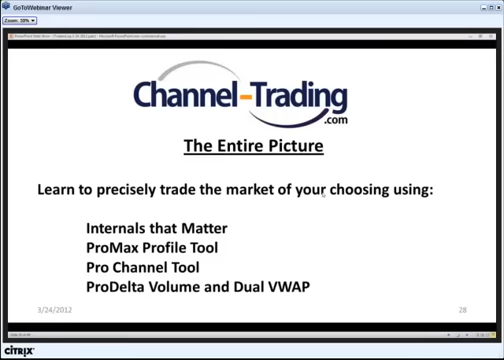 GoToWebinar Viewer
Zoom: 59%
Channel-Trading
.com
The Entire Picture
Learn to precisely trade the market of your choosing using:
Internals that Matter
ProMax Profile Tool
Pro Channel Tool
ProDelta Volume and Dual VWAP
3/24/2012
28
CITRIX